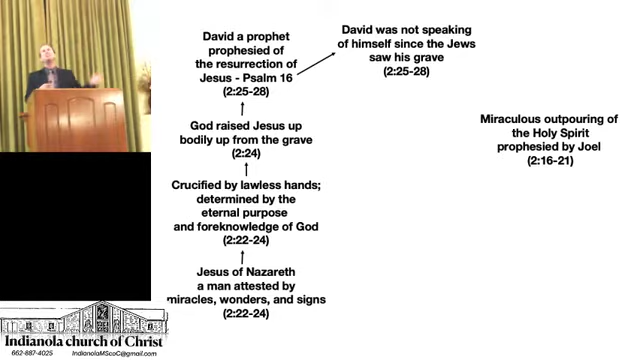 David a prophet
prophesied of
the resurrection of
Jesus - Psalm 16
(2:25-28)
David was not speaking
of himself since the Jews
saw his grave
(2:25-28)
God raised Jesus up
bodily up from the grave
(2:24)
Crucified by lawless hands;
determined by the
eternal purpose
and foreknowledge of God
(2:22-24)
Jesus of Nazareth
a man attested by
miracles, wonders, and signs
(2:22-24)
Miraculous outpouring of
the Holy Spirit
prophesied by Joel
(2:16-21)
Indianola church of Christ
662-887-4025 IndianolaMScoC@gmail.com